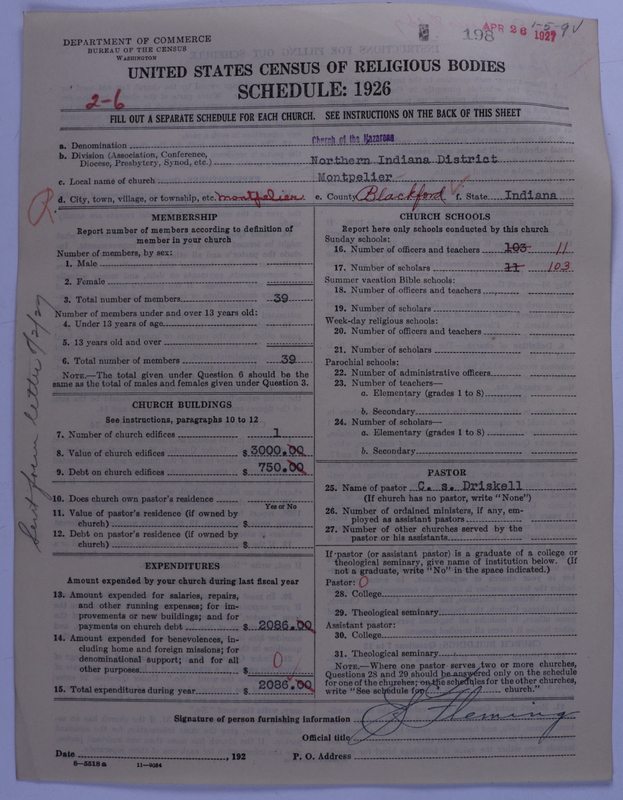 198
APR 26 1927
1-5-9 V
DEPARTMENT OF COMMERCE
BUREAU OF THE CENSUS
WASHINGTON
UNITED STATES CENSUS OF RELIGIOUS BODIES
2-6
SCHEDULE: 1926
FILL OUT A SEPARATE SCHEDULE FOR EACH CHURCH. SEE INSTRUCTIONS ON THE BACK OF THIS SHEET
a. Denomination Church of the Nazarene
b. Division (Association, Conference, Diocese, Presbytery, Synod, etc.) Northern Indiana District
c. Local name of church Montpelier
d. City, town, village, or township, etc. Montpelier e. County Blackford f. State Indiana
R.
MEMBERSHIP
Report number of members according to definition of
member in your church
Number of members, by sex:
1. Male
2. Female
3. Total number of members 39
Number of members under and over 13 years old:
4. Under 13 years of age
5. 13 years old and over
6. Total number of members 39
NOTE.—The total given under Question 6 should be the
same as the total of males and females given under Question 3.
CHURCH BUILDINGS
See instructions, paragraphs 10 to 12
7. Number of church edifices 1
8. Value of church edifices $3000.00
9. Debt on church edifices $750.00
10. Does church own pastor's residence
Yes or No
11. Value of pastor's residence (if owned by
church) $
12. Debt on pastor's residence (if owned by
church) $
EXPENDITURES
Amount expended by your church during last fiscal year
13. Amount expended for salaries, repairs,
and other running expenses; for im-
provements or new buildings; and for
payments on church debt $2086.00
14. Amount expended for benevolences, in-
cluding home and foreign missions; for
denominational support; and for all
other purposes $ 0
15. Total expenditures during year $2086.00
CHURCH SCHOOLS
Report here only schools conducted by this church
Sunday schools:
16. Number of officers and teachers 103 11
17. Number of scholars 11 103
Summer vacation Bible schools:
18. Number of officers and teachers
19. Number of scholars
Week-day religious schools:
20. Number of officers and teachers
21. Number of scholars
Parochial schools:
22. Number of administrative officers
23. Number of teachers—
a. Elementary (grades 1 to 8)
b. Secondary
24. Number of scholars—
a. Elementary (grades 1 to 8)
b. Secondary
PASTOR
25. Name of pastor C. s. Driskell
(If church has no pastor, write "None")
26. Number of ordained ministers, if any, em-
ployed as assistant pastors
27. Number of other churches served by the
pastor or his assistants
If pastor (or assistant pastor) is a graduate of a college or
theological seminary, give name of institution below. (If
not a graduate, write "No" in the space indicated.)
Pastor: 0
28. College
29. Theological seminary
Assistant pastor:
30. College
31. Theological seminary
NOTE.—Where one pastor serves two or more churches,
Questions 28 and 29 should be answered only on the schedule
for one of the churches; on the schedules for the other churches,
write "See schedule for church."
Signature of person furnishing information S Fleming
Official title
Date , 192 P. O. Address
6—5518a 11—9054
Sent from letter 7/2/27